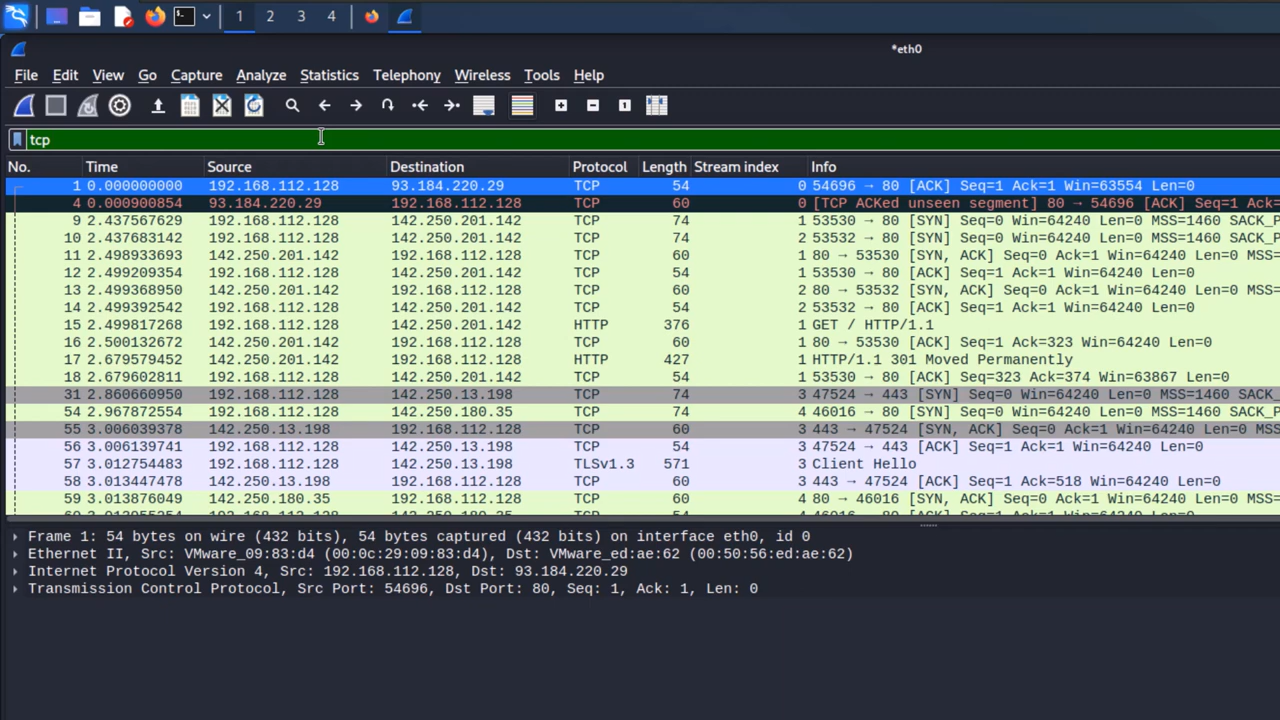 1 2 3 4
*eth0
File Edit View Go Capture Analyze Statistics Telephony Wireless Tools Help
tcp
No. Time Source Destination Protocol Length Stream index Info
1 0.000000000 192.168.112.128 93.184.220.29 TCP 54 0 54696 → 80 [ACK] Seq=1 Ack=1 Win=63554 Len=0
4 0.000900854 93.184.220.29 192.168.112.128 TCP 60 0 [TCP ACKed unseen segment] 80 → 54696 [ACK] Seq=1 Ack=
9 2.437567629 192.168.112.128 142.250.201.142 TCP 74 1 53530 → 80 [SYN] Seq=0 Win=64240 Len=0 MSS=1460 SACK_P
10 2.437683142 192.168.112.128 142.250.201.142 TCP 74 2 53532 → 80 [SYN] Seq=0 Win=64240 Len=0 MSS=1460 SACK_P
11 2.498933693 142.250.201.142 192.168.112.128 TCP 60 1 80 → 53530 [SYN, ACK] Seq=0 Ack=1 Win=64240 Len=0 MSS=
12 2.499209354 192.168.112.128 142.250.201.142 TCP 54 1 53530 → 80 [ACK] Seq=1 Ack=1 Win=64240 Len=0
13 2.499368950 142.250.201.142 192.168.112.128 TCP 60 2 80 → 53532 [SYN, ACK] Seq=0 Ack=1 Win=64240 Len=0 MSS=
14 2.499392542 192.168.112.128 142.250.201.142 TCP 54 2 53532 → 80 [ACK] Seq=1 Ack=1 Win=64240 Len=0
15 2.499817268 192.168.112.128 142.250.201.142 HTTP 376 1 GET / HTTP/1.1
16 2.500132672 142.250.201.142 192.168.112.128 TCP 60 1 80 → 53530 [ACK] Seq=1 Ack=323 Win=64240 Len=0
17 2.679579452 142.250.201.142 192.168.112.128 HTTP 427 1 HTTP/1.1 301 Moved Permanently
18 2.679602811 192.168.112.128 142.250.201.142 TCP 54 1 53530 → 80 [ACK] Seq=323 Ack=374 Win=63867 Len=0
31 2.860660950 192.168.112.128 142.250.13.198 TCP 74 3 47524 → 443 [SYN] Seq=0 Win=64240 Len=0 MSS=1460 SACK_
54 2.967872554 192.168.112.128 142.250.180.35 TCP 74 4 46016 → 80 [SYN] Seq=0 Win=64240 Len=0 MSS=1460 SACK_P
55 3.006039378 142.250.13.198 192.168.112.128 TCP 60 3 443 → 47524 [SYN, ACK] Seq=0 Ack=1 Win=64240 Len=0 MSS
56 3.006139741 192.168.112.128 142.250.13.198 TCP 54 3 47524 → 443 [ACK] Seq=1 Ack=1 Win=64240 Len=0
57 3.012754483 192.168.112.128 142.250.13.198 TLSv1.3 571 3 Client Hello
58 3.013447478 142.250.13.198 192.168.112.128 TCP 60 3 443 → 47524 [ACK] Seq=1 Ack=518 Win=64240 Len=0
59 3.013876049 142.250.180.35 192.168.112.128 TCP 60 4 80 → 46016 [SYN, ACK] Seq=0 Ack=1 Win=64240 Len=0 MSS=
Frame 1: 54 bytes on wire (432 bits), 54 bytes captured (432 bits) on interface eth0, id 0
Ethernet II, Src: VMware_09:83:d4 (00:0c:29:09:83:d4), Dst: VMware_ed:ae:62 (00:50:56:ed:ae:62)
Internet Protocol Version 4, Src: 192.168.112.128, Dst: 93.184.220.29
Transmission Control Protocol, Src Port: 54696, Dst Port: 80, Seq: 1, Ack: 1, Len: 0